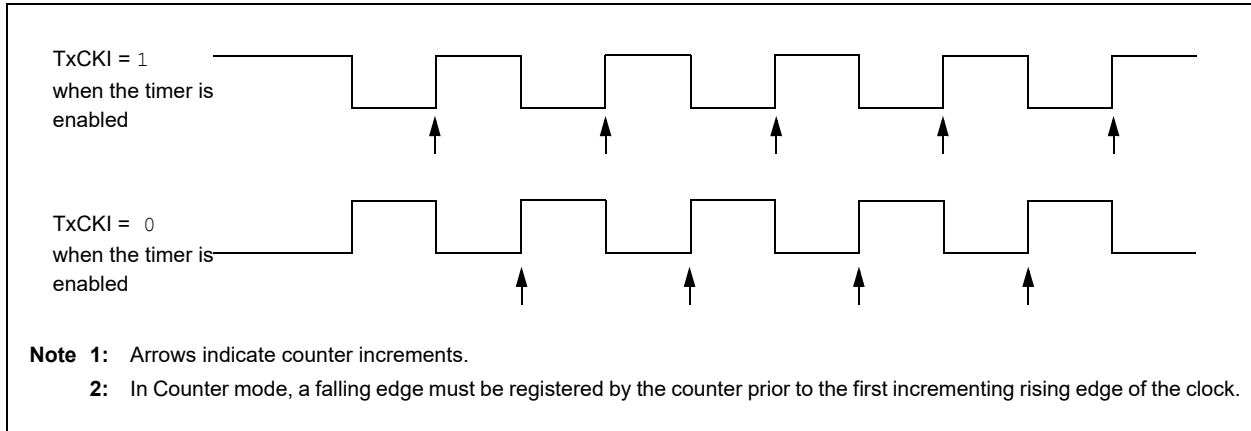 TxCKI = 1
when the timer is
enabled
TxCKI = 0
when the timer is
enabled
Note 1: Arrows indicate counter increments.
2: In Counter mode, a falling edge must be registered by the counter prior to the first incrementing rising edge of the clock.